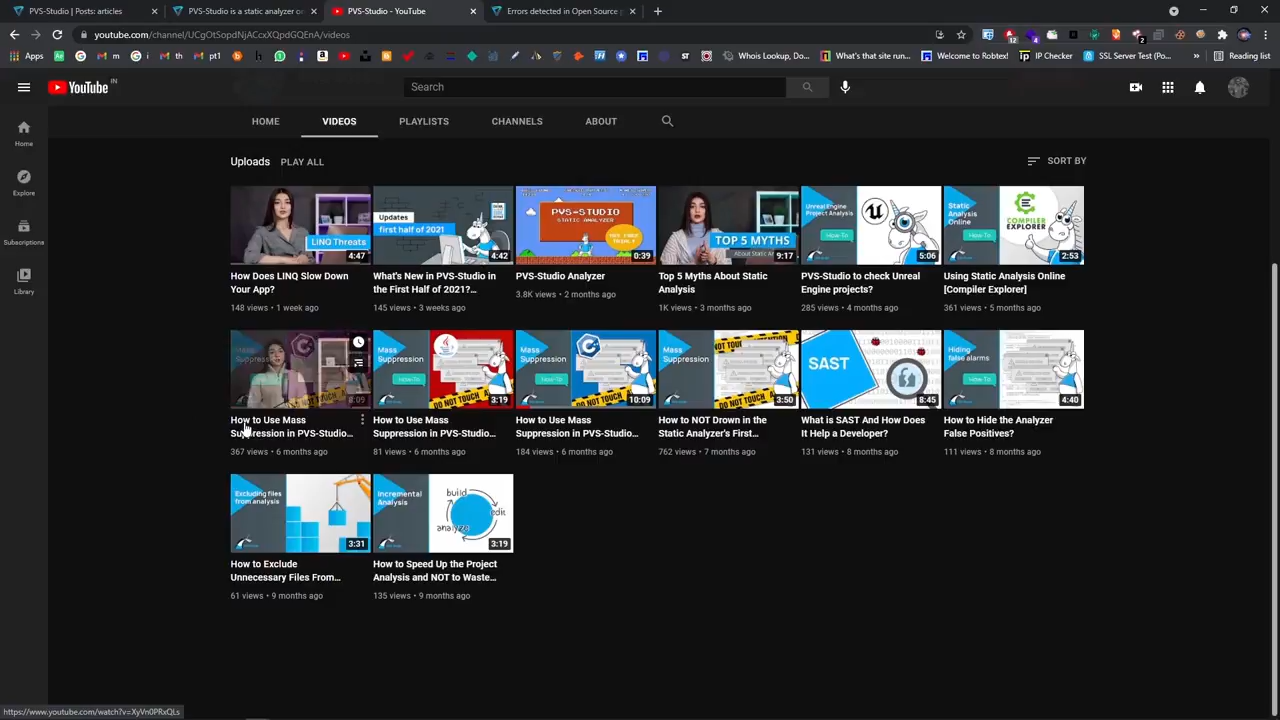 PVS-Studio | Posts: articles
PVS-Studio is a static analyzer o
PVS-Studio - YouTube
Errors detected in Open Source p
youtube.com/channel/UCgOtSopdNjACcxXQpdGQEnA/videos
Apps
m
m
th
pt1
Whois Lookup, Do...
What's that site run...
Welcome to Robtex!
IP Checker
SSL Server Test (Po...
Reading list
YouTube IN
Search
HOME
VIDEOS
PLAYLISTS
CHANNELS
ABOUT
Home
Explore
Subscriptions
Library
Uploads
PLAY ALL
SORT BY
LINQ Threats
4:47
Updates
first half of 2021
4:42
PVS-STUDIO
STATIC ANALYZER
0:39
TOP 5 MYTHS
About Static
9:17
Unreal Engine
Project Analysis
How-To
5:06
Static
Analysis
Online
How-To
COMPILER
EXPLORER
2:53
How Does LINQ Slow Down
Your App?
148 views • 1 week ago
What's New in PVS-Studio in
the First Half of 2021?...
145 views • 3 weeks ago
PVS-Studio Analyzer
3.8K views • 2 months ago
Top 5 Myths About Static
Analysis
1K views • 3 months ago
PVS-Studio to check Unreal
Engine projects?
285 views • 4 months ago
Using Static Analysis Online
[Compiler Explorer]
361 views • 5 months ago
8:09
Mass
Suppression
How-To
DO NOT TOUCH
3:19
Mass
Suppression
How-To
DO NOT TOUCH
10:09
Mass
Suppression
DO NOT TOUCH
3:50
SAST
8:45
Hiding
false alarms
How-To
4:40
How to Use Mass
Suppression in PVS-Studio...
367 views • 6 months ago
How to Use Mass
Suppression in PVS-Studio...
81 views • 6 months ago
How to Use Mass
Suppression in PVS-Studio...
184 views • 6 months ago
How to NOT Drown in the
Static Analyzer's First...
762 views • 7 months ago
What is SAST And How Does
It Help a Developer?
131 views • 8 months ago
How to Hide the Analyzer
False Positives?
111 views • 8 months ago
Excluding files
from analysis
3:31
Incremental
Analysis
build
edit
analyze
3:19
How to Exclude
Unnecessary Files From...
61 views • 9 months ago
How to Speed Up the Project
Analysis and NOT to Waste...
135 views • 9 months ago
https://www.youtube.com/watch?v=XyVn0PRxQLs